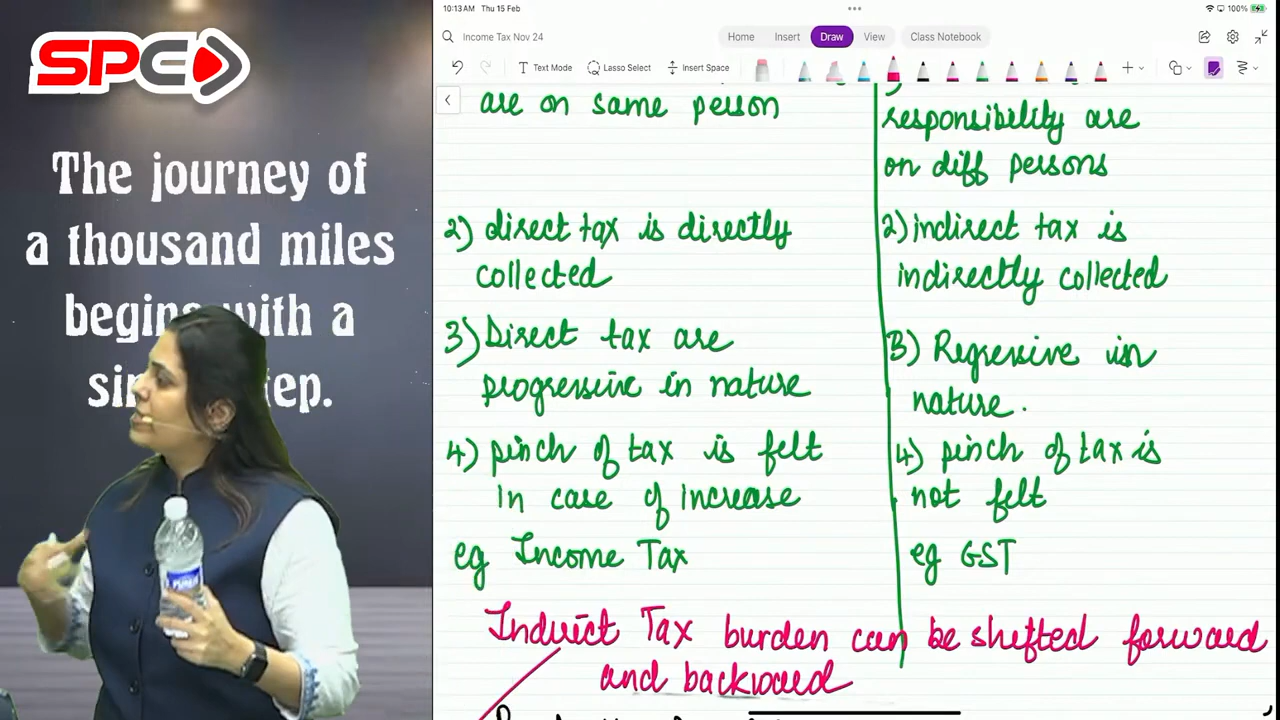 10:13 AM Thu 15 Feb
100%
SPE
The journey of
a thousand miles
with a
Income Tax Nov 24
Home Insert Draw View Class Notebook
Text Mode Lasso Select Insert Space
are on same person
responsibility are
on diff persons
2) direct tax is directly
collected
2) indirect tax is
indirectly collected
3) Direct tax are
progressive in nature
3) Regressive in
nature.
4) pinch of tax is felt
in case of increase
4) pinch of tax is
not felt
eg Income Tax
eg GST
Indirect Tax burden can be shifted forward
and backward